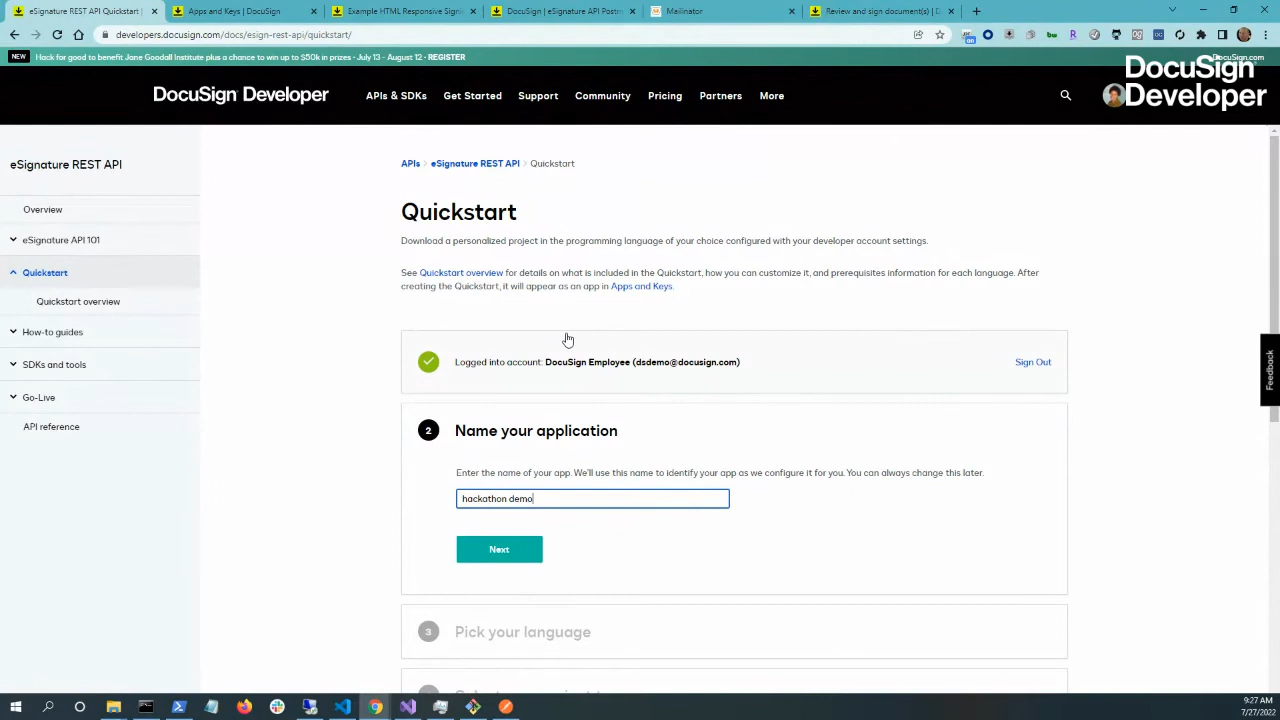 eSignature REST API Quickstart |
Apps and Keys | DocuSign
Example HTML Responsive Signi
DocuSign | eSignature API Postm
Mailinator
Review and sign document(s) | D
developers.docusign.com/docs/esign-rest-api/quickstart/
NEW Hack for good to benefit Jane Goodall Institute plus a chance to win up to $50k in prizes - July 13 - August 12 - REGISTER
DocuSign.com
DocuSign Developer
APIs & SDKs Get Started Support Community Pricing Partners More
DocuSign
Developer
eSignature REST API
Overview
eSignature API 101
Quickstart
Quickstart overview
How-to guides
SDKs and tools
Go-Live
API reference
APIs > eSignature REST API > Quickstart
Quickstart
Download a personalized project in the programming language of your choice configured with your developer account settings.
See Quickstart overview for details on what is included in the Quickstart, how you can customize it, and prerequisites information for each language. After
creating the Quickstart, it will appear as an app in Apps and Keys.
Logged into account: DocuSign Employee (dsdemo@docusign.com) Sign Out
2 Name your application
Enter the name of your app. We'll use this name to identify your app as we configure it for you. You can always change this later.
hackathon demo
Next
3 Pick your language
Feedback
9:27 AM
7/27/2022